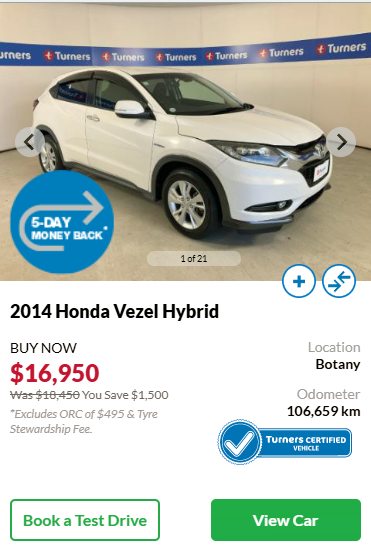 Turners
Turners
Turners
Turners
Turners
5-DAY
MONEY BACK*
1 of 21
2014 Honda Vezel Hybrid
BUY NOW
Location
$16,950
Botany
Was $18,450 You Save $1,500
Odometer
*Excludes ORC of $495 & Tyre
106,659 km
Stewardship Fee.
Turners CERTIFIED
VEHICLE
Book a Test Drive
View Car